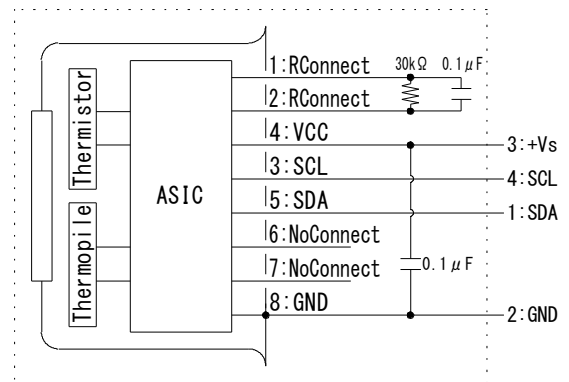 1:RConnect
30kΩ
0.1μF
2:RConnect
4:VCC
3:+Vs
3:SCL
4:SCL
5:SDA
1:SDA
6:NoConnect
7:NoConnect
0.1μF
8:GND
2:GND
Thermistor
Thermopile
ASIC